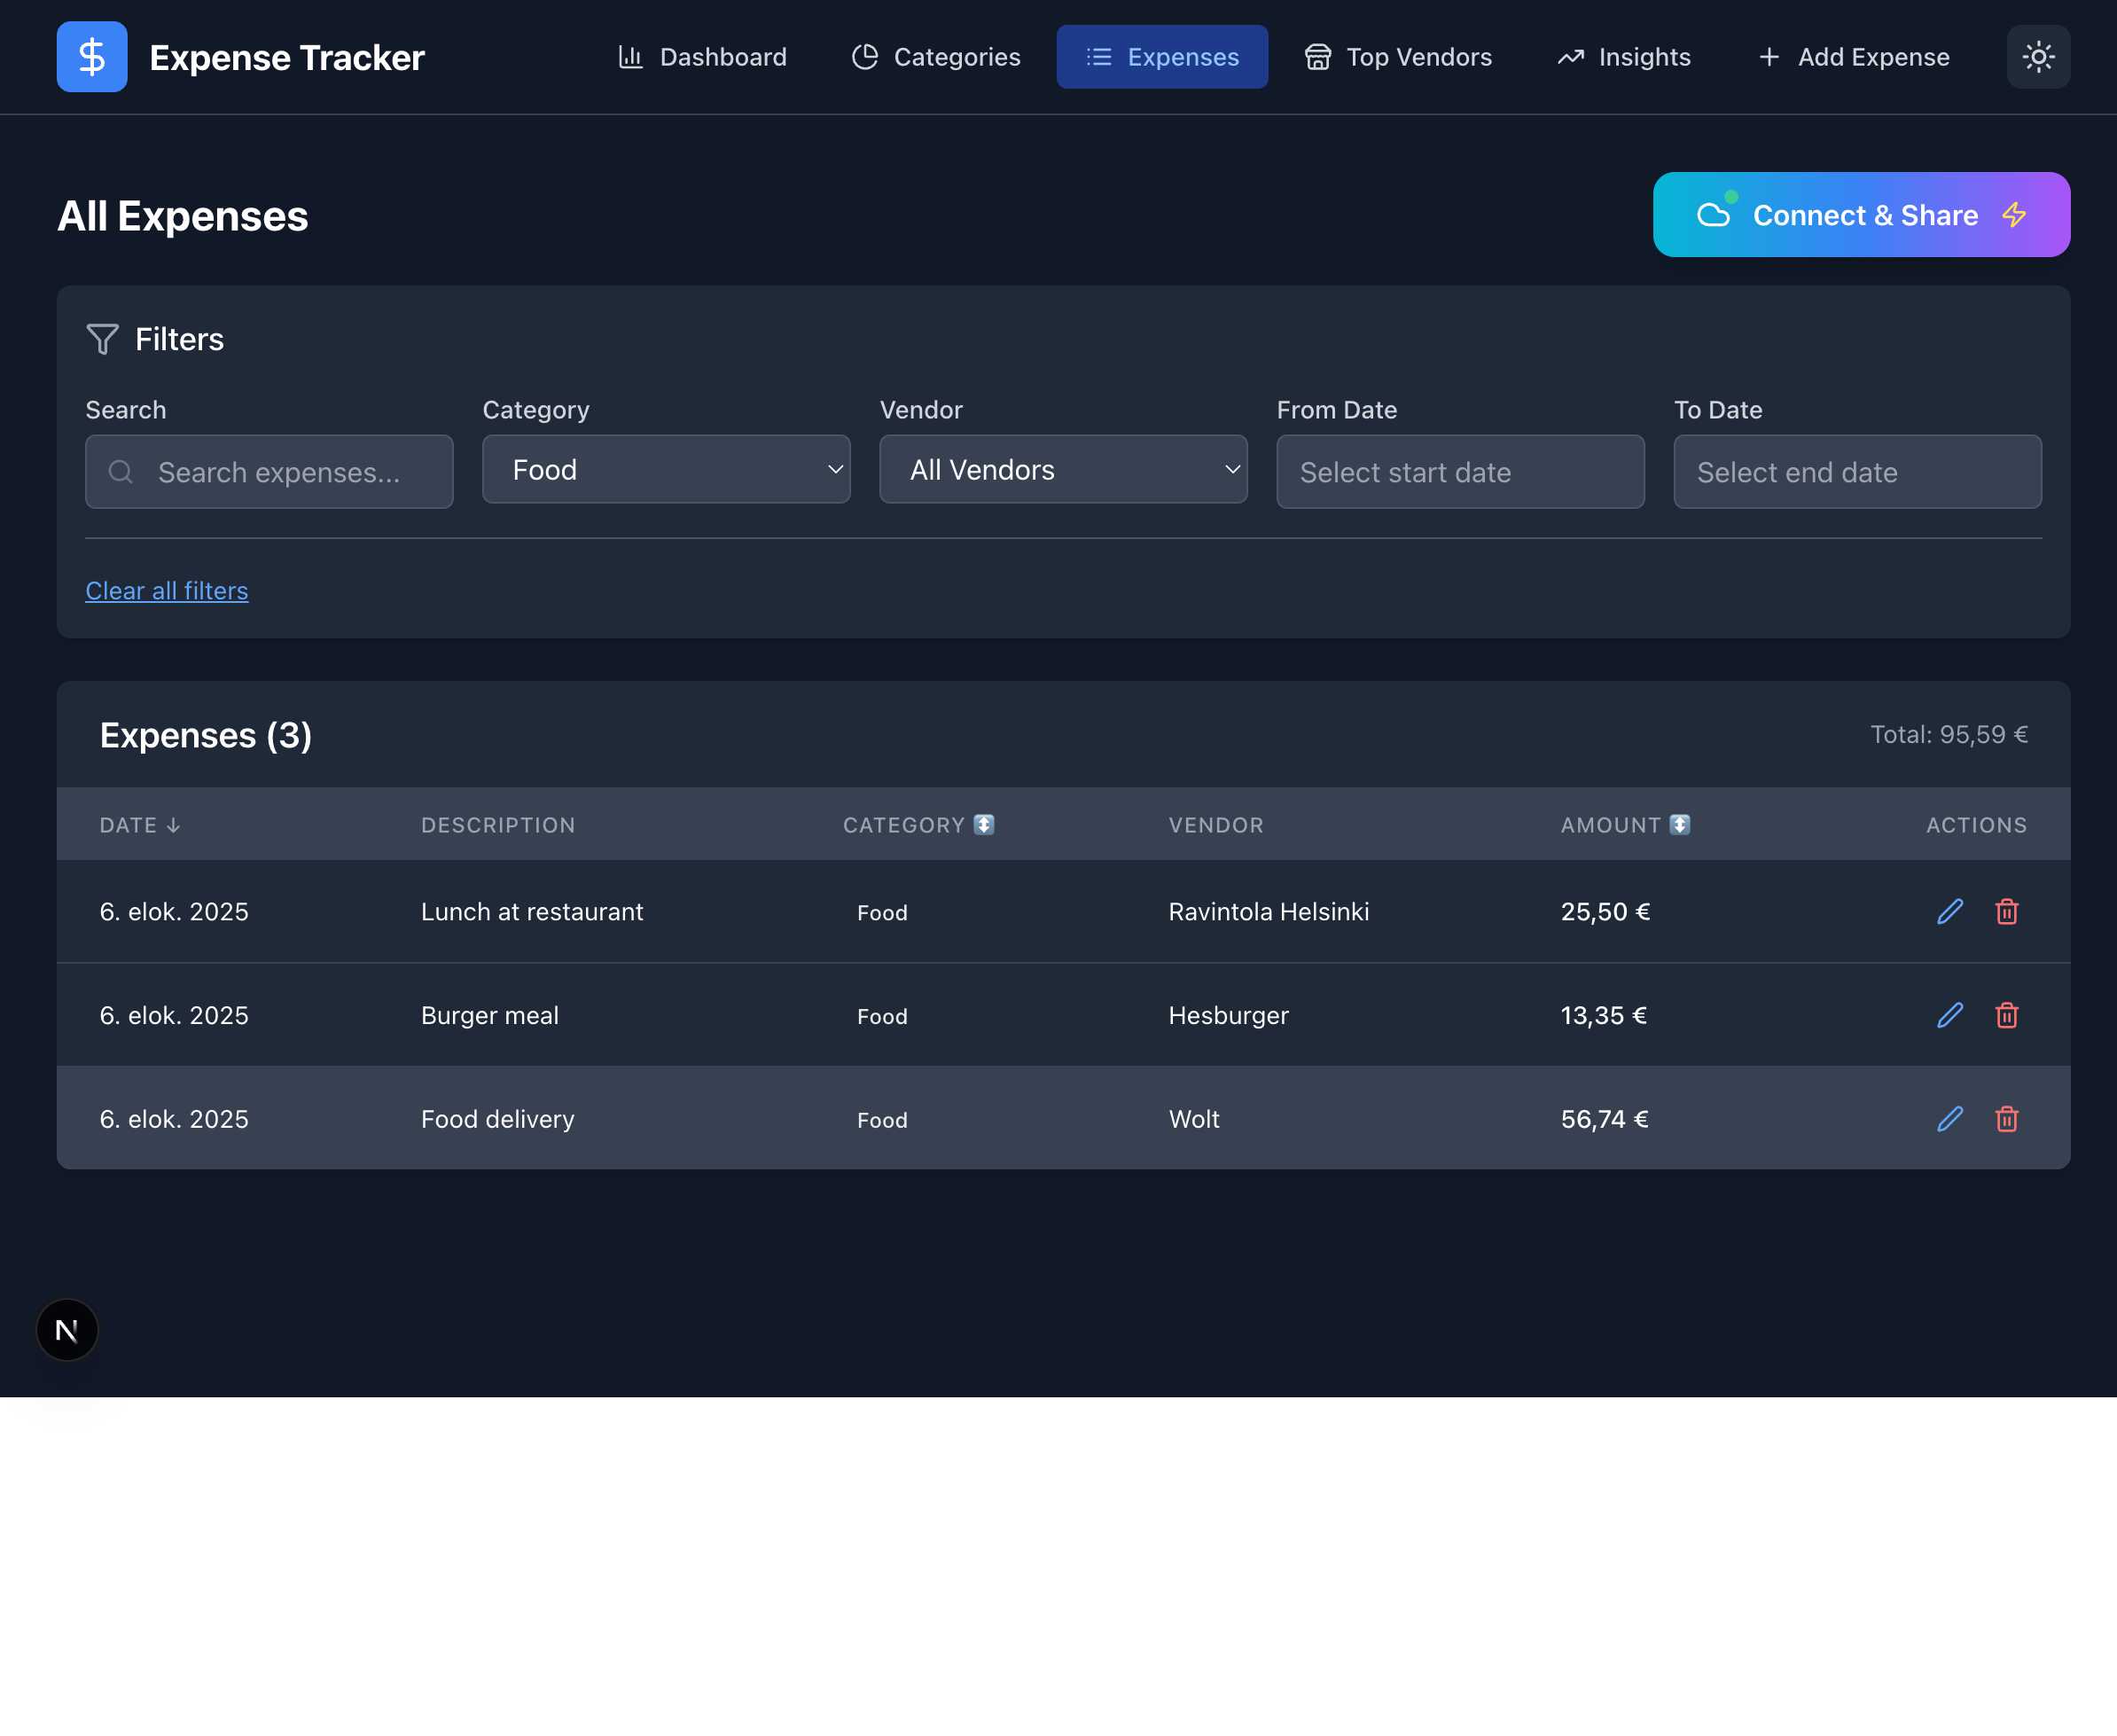 Expense Tracker
Dashboard
Categories
Expenses
Top Vendors
Insights
Add Expense
All Expenses
Connect & Share
Filters
Search
Category
Vendor
From Date
To Date
Search expenses...
Food
All Vendors
Select start date
Select end date
Clear all filters
Expenses (3)
Total: 95,59 €
DATE ↓ DESCRIPTION CATEGORY ↕️ VENDOR AMOUNT ↕️ ACTIONS
6. elok. 2025 Lunch at restaurant Food Ravintola Helsinki 25,50 €
6. elok. 2025 Burger meal Food Hesburger 13,35 €
6. elok. 2025 Food delivery Food Wolt 56,74 €
N